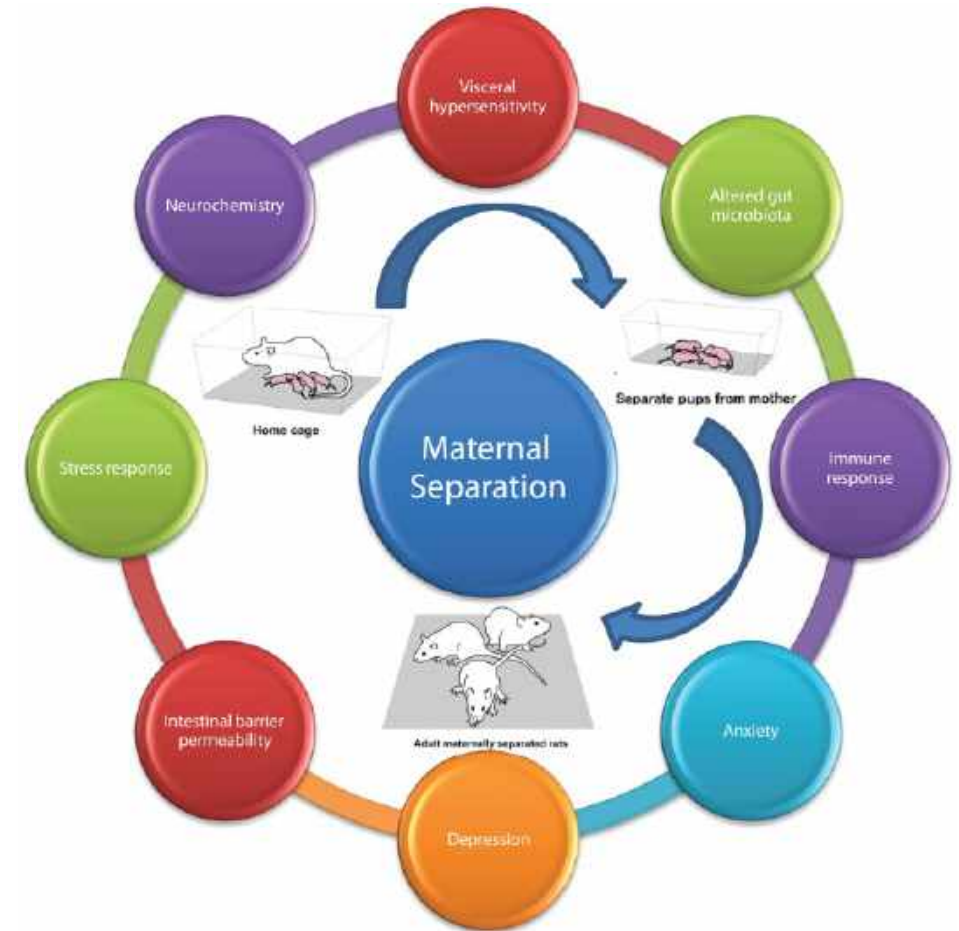 Visceral
hypersensitivity
Neurochemistry
Altered gut
microbiota
Home cage
Separate pups from mother
Maternal
Separation
Stress response
Immune
response
Intestinal barrier
permeability
Adult maternally separated rats
Anxiety
Depression